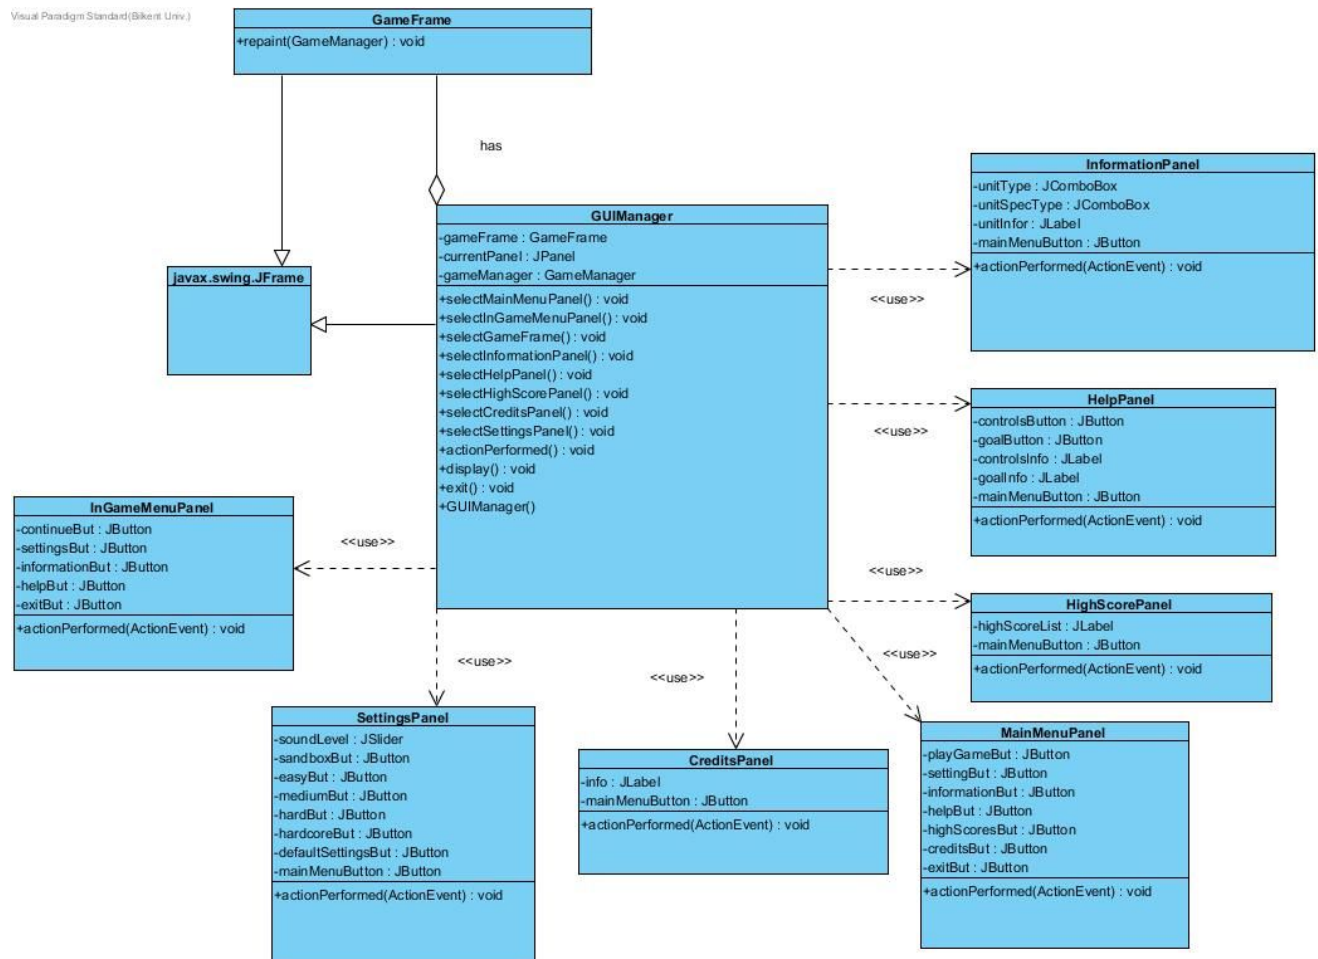 Visual Paradigm Standard(Bilkent Univ.)
GameFrame
+repaint(GameManager) : void
has
javax.swing.JFrame
GUIManager
-gameFrame : GameFrame
-currentPanel : JPanel
-gameManager : GameManager
+selectMainMenuPanel() : void
+selectInGameMenuPanel() : void
+selectGameFrame() : void
+selectInformationPanel() : void
+selectHelpPanel() : void
+selectHighScorePanel() : void
+selectCreditsPanel() : void
+selectSettingsPanel() : void
+actionPerformed() : void
+display() : void
+exit() : void
+GUIManager()
InformationPanel
-unitType : JComboBox
-unitSpecType : JComboBox
-unitInfor : JLabel
-mainMenuButton : JButton
+actionPerformed(ActionEvent) : void
<<use>>
HelpPanel
-controlsButton : JButton
-goalButton : JButton
-controlsInfo : JLabel
-goalInfo : JLabel
-mainMenuButton : JButton
+actionPerformed(ActionEvent) : void
<<use>>
InGameMenuPanel
-continueBut : JButton
-settingsBut : JButton
-informationBut : JButton
-helpBut : JButton
-exitBut : JButton
+actionPerformed(ActionEvent) : void
<<use>>
<<use>>
HighScorePanel
-highScoreList : JLabel
-mainMenuButton : JButton
+actionPerformed(ActionEvent) : void
<<use>>
<<use>>
<<use>>
SettingsPanel
-soundLevel : JSlider
-sandboxBut : JButton
-easyBut : JButton
-mediumBut : JButton
-hardBut : JButton
-hardcoreBut : JButton
-defaultSettingsBut : JButton
-mainMenuButton : JButton
+actionPerformed(ActionEvent) : void
CreditsPanel
-info : JLabel
-mainMenuButton : JButton
+actionPerformed(ActionEvent) : void
MainMenuPanel
-playGameBut : JButton
-settingBut : JButton
-informationBut : JButton
-helpBut : JButton
-highScoresBut : JButton
-creditsBut : JButton
-exitBut : JButton
+actionPerformed(ActionEvent) : void